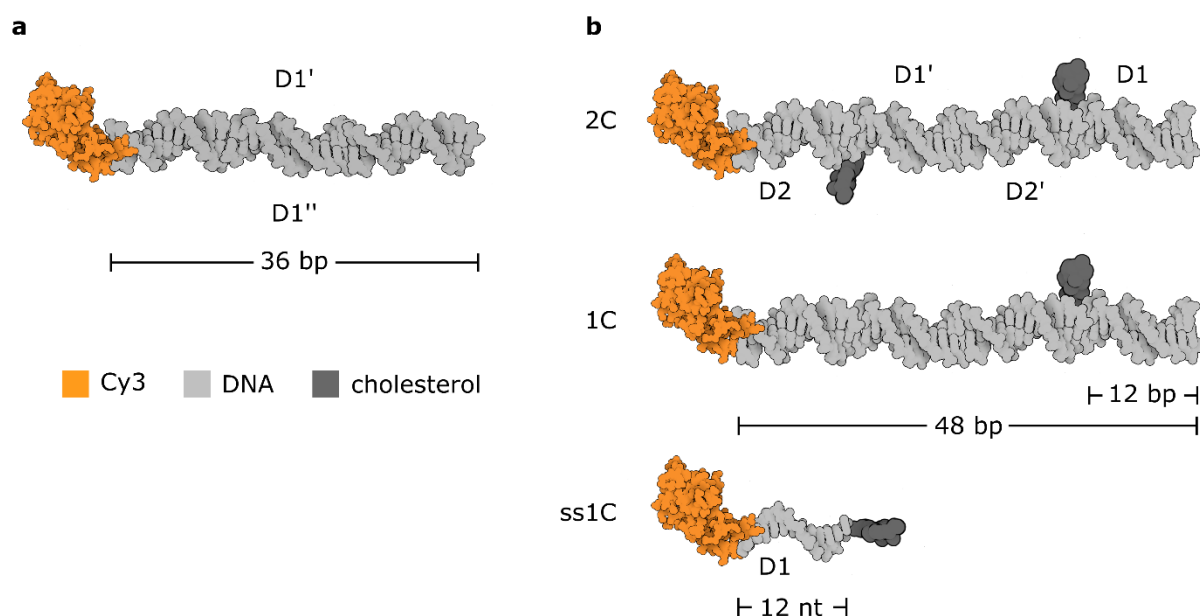 a
D1'
D1''
36 bp
Cy3
DNA
cholesterol
b
2C
D1'
D1
D2
D2'
1C
12 bp
48 bp
ss1C
D1
12 nt